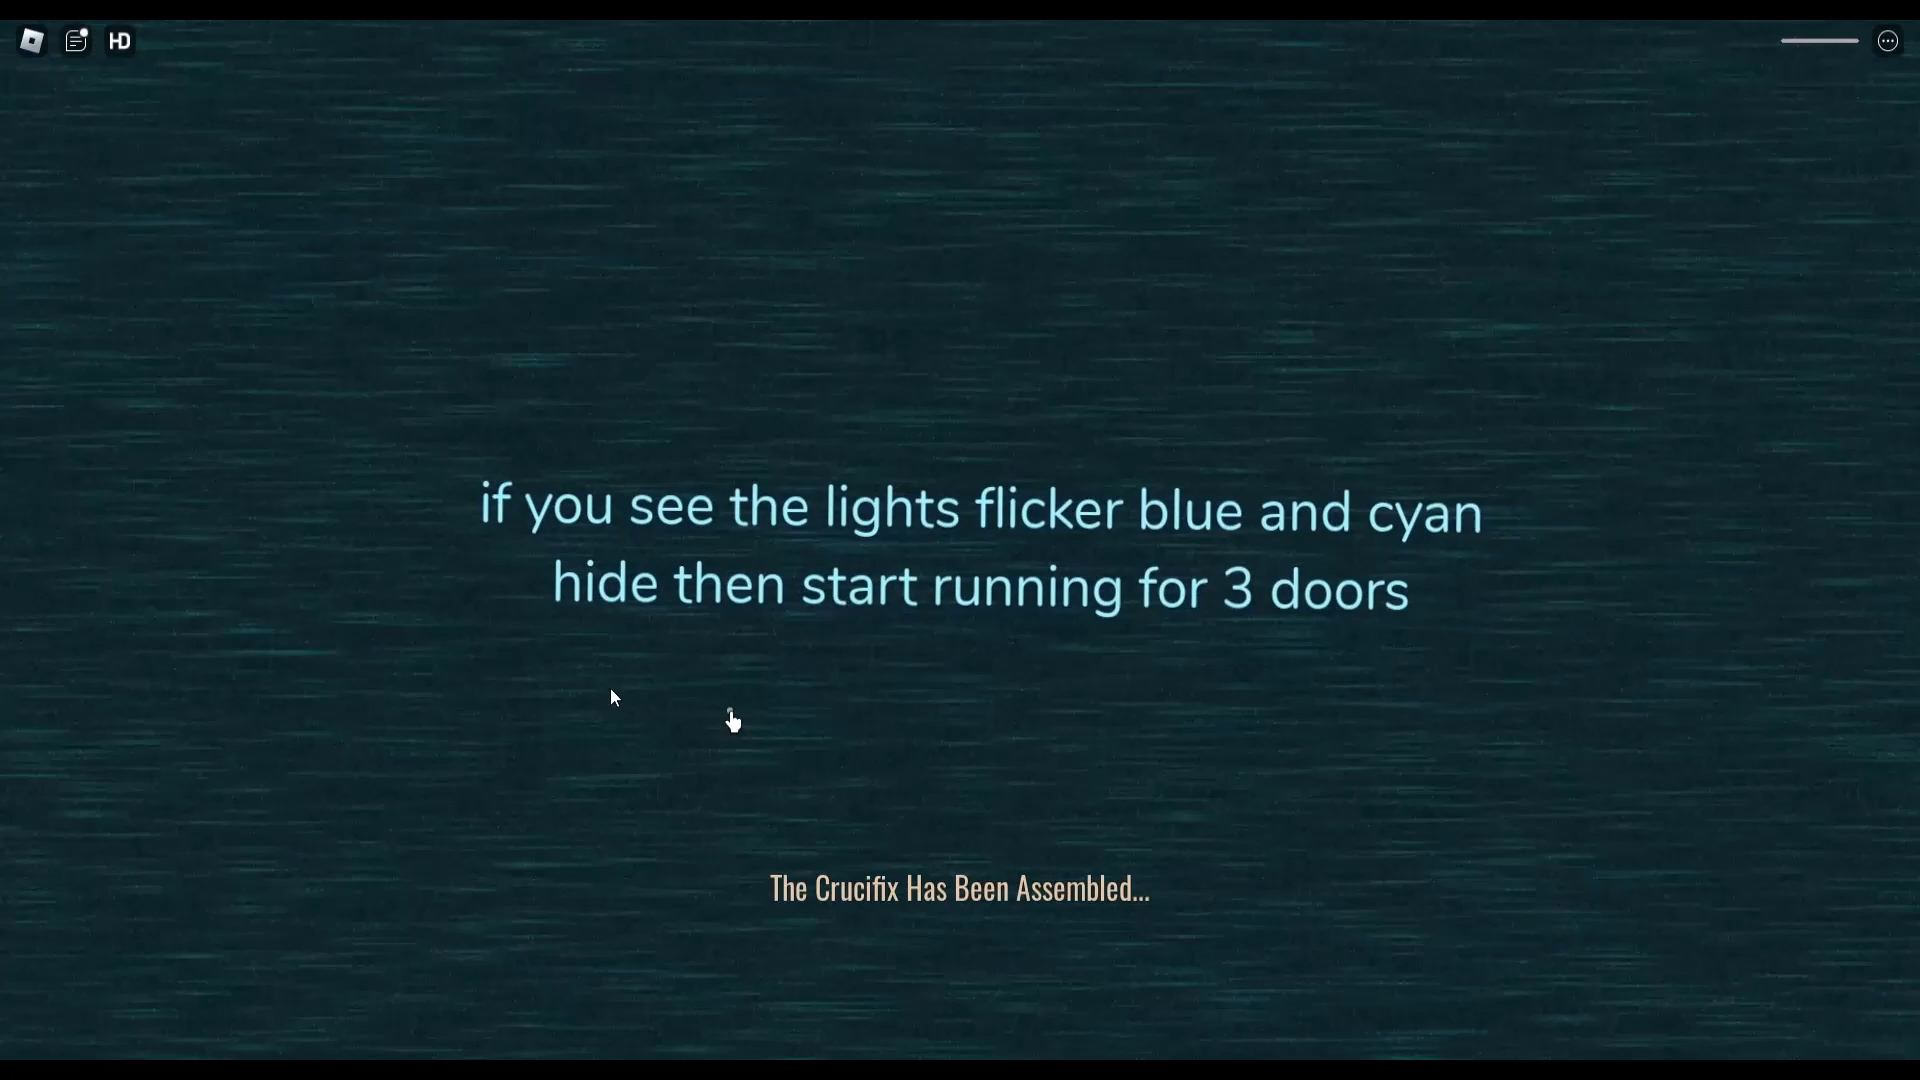 HD
if you see the lights flicker blue and cyan
hide then start running for 3 doors
The Crucifix Has Been Assembled...